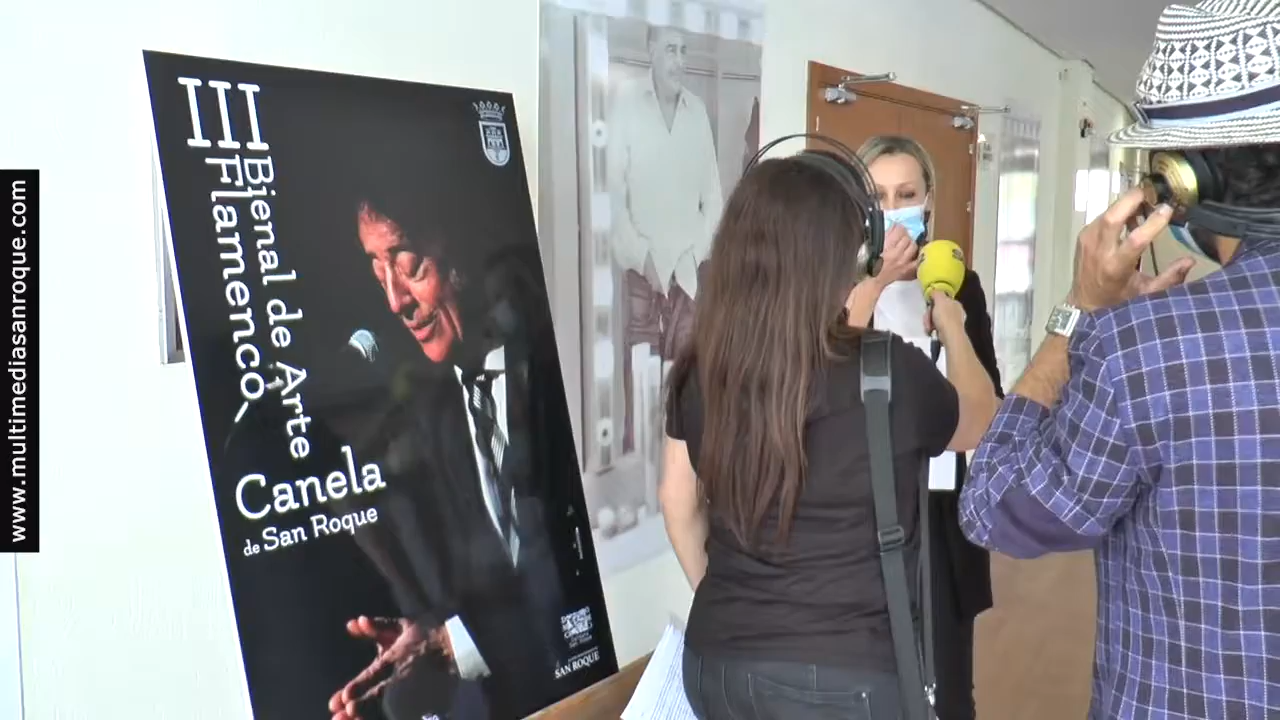 www.multimediasanroque.com
III Bienal de Arte
Flamenco
Canela
de San Roque
SAN ROQUE